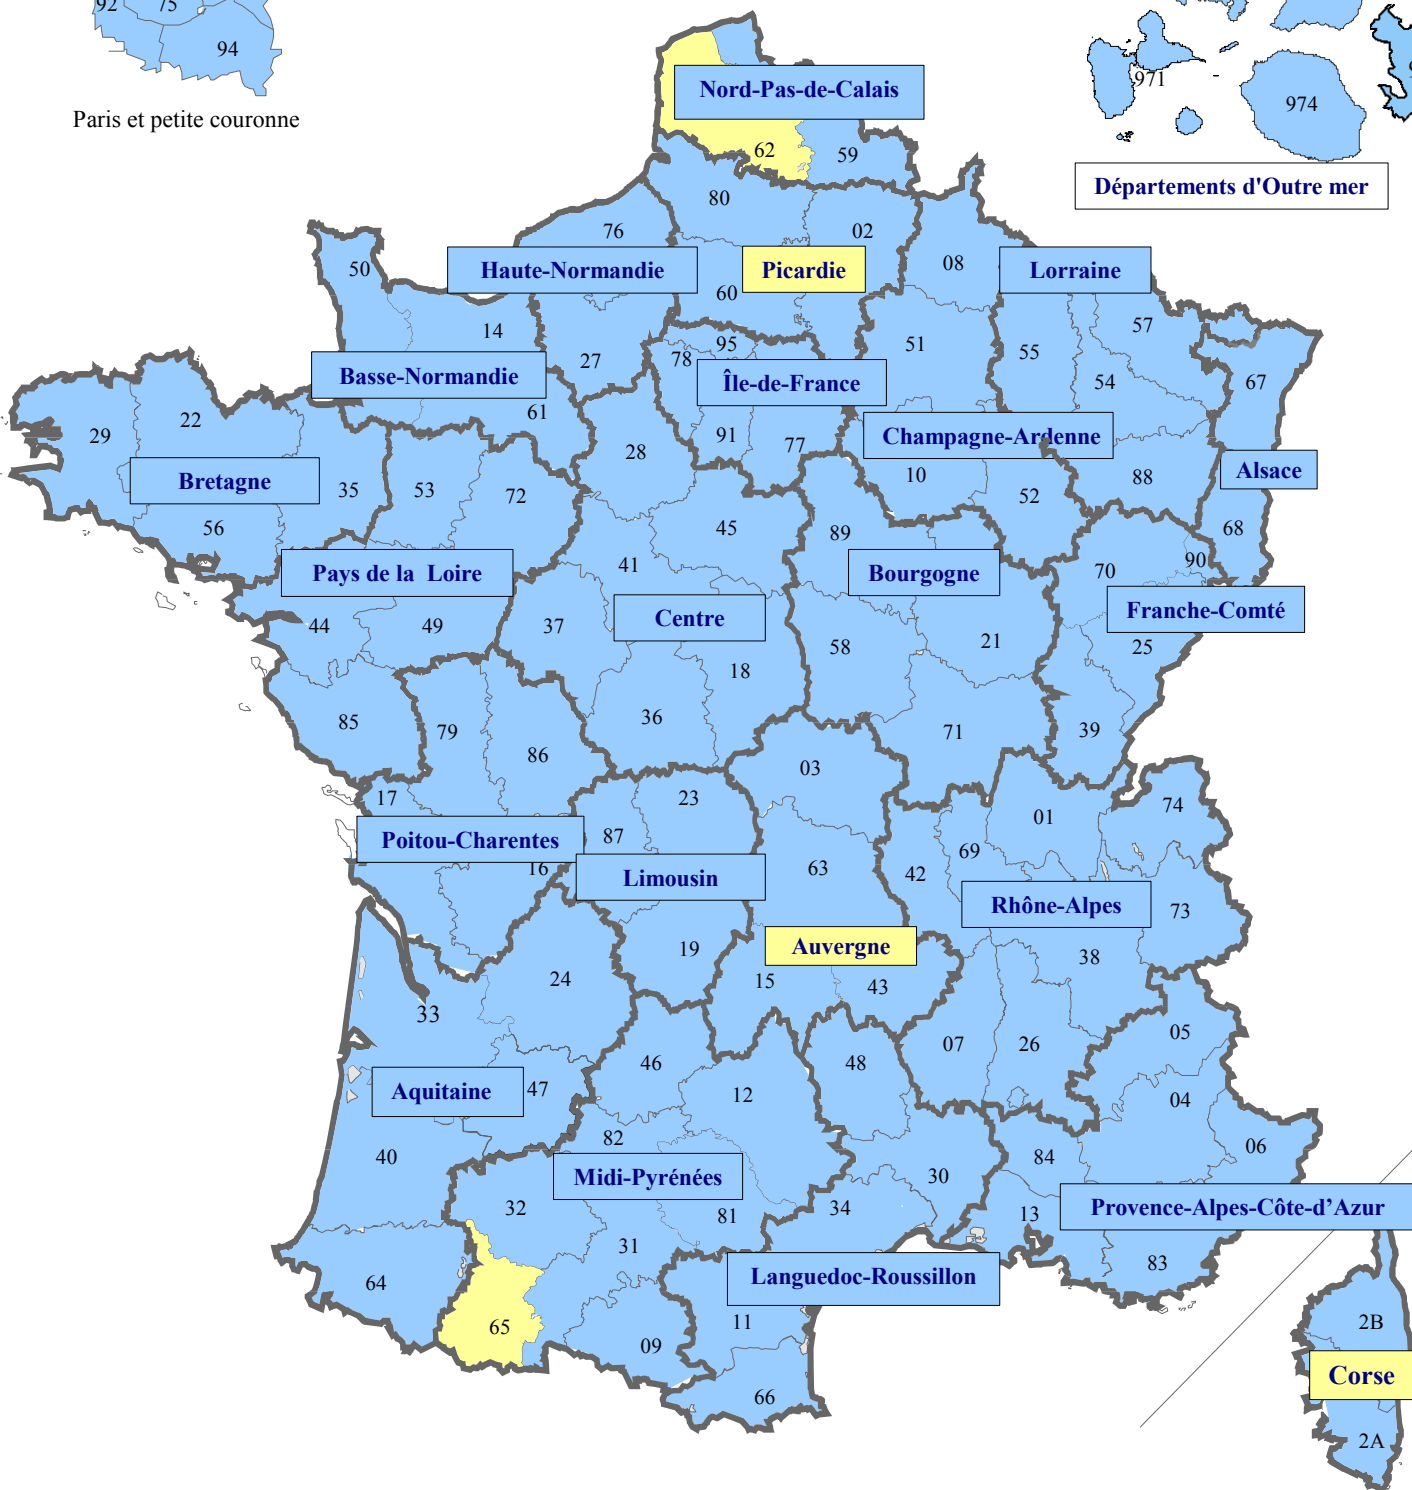 92 75
94
971
974
Paris et petite couronne
Nord-Pas-de-Calais
62 59
Départements d'Outre mer
80
76 02
50 Haute-Normandie Picardie 08 Lorraine
60
14 57
27 78 95 51 55
Basse-Normandie Île-de-France 54 67
61
22
29 28 91 77 Champagne-Ardenne
Bretagne 10 88 Alsace
35 53 72 52
56 45 89 68
41 70 90
Pays de la Loire Bourgogne
Centre Franche-Comté
44 49 37 58 21 25
18
85 79 36 71 39
86 03
17 23 01 74
Poitou-Charentes 87 69
16 Limousin 63 42
Rhône-Alpes 73
19 Auvergne 38
24 15 43
33 05
46 48 07 26
Aquitaine 47 12 04
82 06
40 84
Midi-Pyrénées 30
32 81 34 13 Provence-Alpes-Côte-d’Azur
31 83
64 Languedoc-Roussillon
65 11 2B
09
66 Corse
2A